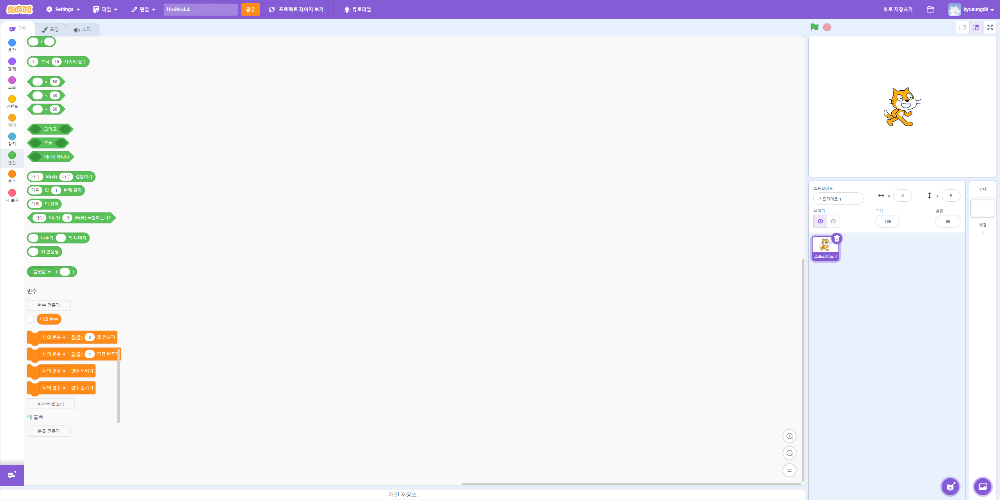 SCRATCH
Settings
파일
편집
Untitled-4
공유
프로젝트 페이지 보기
튜토리얼
바로 저장하기
kyusung88
코드
모양
소리
동작
형태
소리
이벤트
제어
감지
연산
변수
내 블록
/
1 부터 10 사이의 난수
> 50
< 50
= 50
그리고
또는
이(가) 아니다
가위 와(과) 나무 결합하기
가위 의 1 번째 글자
가위 의 길이
가위 이(가) 가 을(를) 포함하는가?
나누기 의 나머지
의 반올림
절댓값 ( )
변수
변수 만들기
나의 변수
나의 변수 을(를) 0 로 정하기
나의 변수 을(를) 1 만큼 바꾸기
나의 변수 변수 보이기
나의 변수 변수 숨기기
리스트 만들기
내 블록
블록 만들기
개인 저장소
스프라이트
스프라이트 1
x 0
y 0
보이기
크기
100
방향
90
스프라이트 1
무대
배경
1